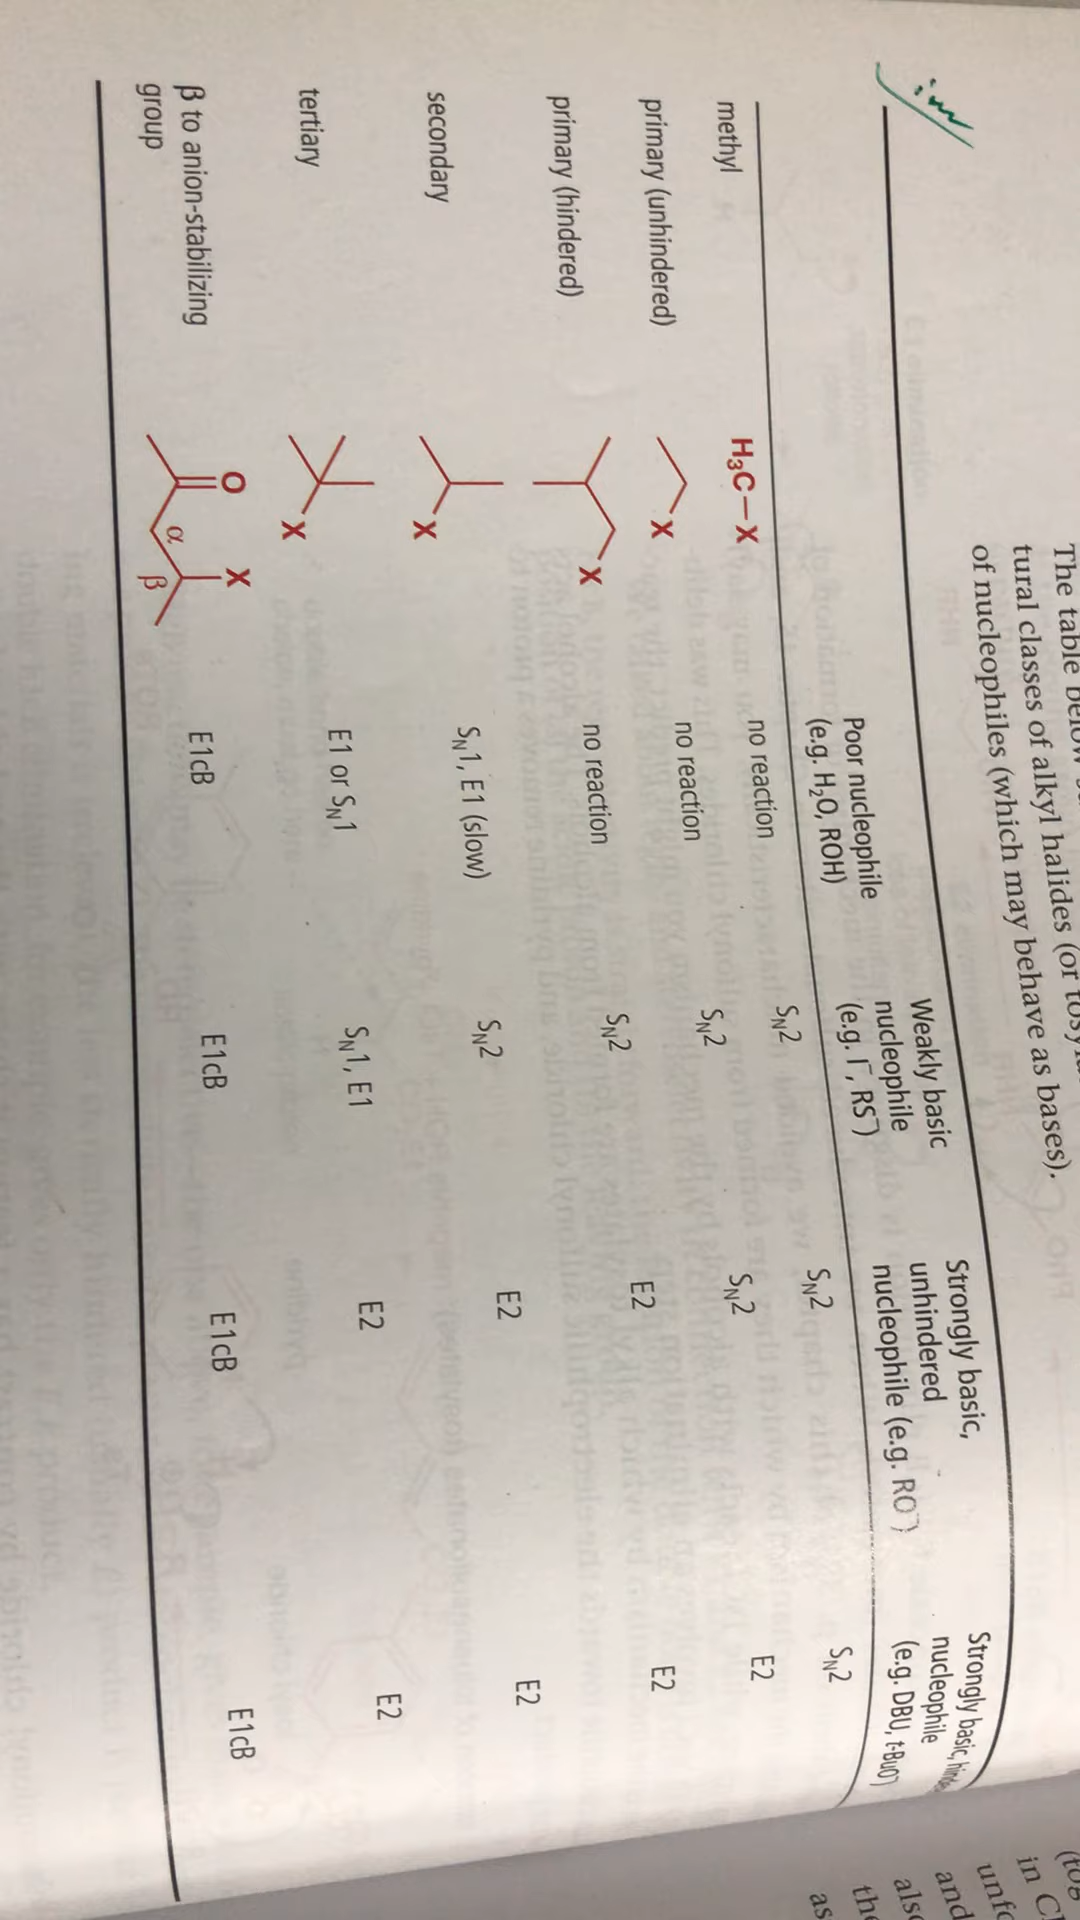 The table below
tural classes of alkyl halides (or
of nucleophiles (which may behave as bases).
imp
Poor nucleophile
(e.g. H₂O, ROH)
Weakly basic
nucleophile
(e.g. I⁻, RS⁻)
Strongly basic,
unhindered
nucleophile (e.g. RO⁻)
Strongly basic,
nucleophile
(e.g. DBU, t-BuO⁻)
methyl H₃C–X no reaction SN2 SN2 SN2
primary (unhindered) X no reaction SN2 SN2 E2
primary (hindered) X no reaction SN2 E2 E2
secondary X SN1, E1 (slow) SN2 E2 E2
tertiary X E1 or SN1 SN1, E1 E2 E2
β to anion-stabilizing
group
O X
α β
E1cB E1cB E1cB E1cB
in
and
as